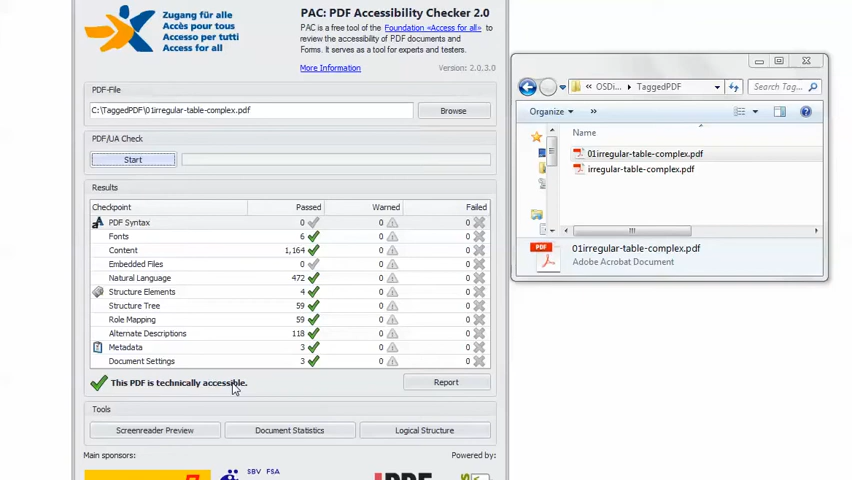 Zugang für alle
Accès pour tous
Accesso per tutti
Access for all
PAC: PDF Accessibility Checker 2.0
PAC is a free tool of the Foundation «Access for all» to
review the accessibility of PDF documents and
Forms. It serves as a tool for experts and testers.
More Information
Version: 2.0.3.0
PDF-File
C:\TaggedPDF\01irregular-table-complex.pdf
Browse
PDF/UA Check
Start
Results
Checkpoint Passed Warned Failed
PDF Syntax 0 0 0
Fonts 6 0 0
Content 1,164 0 0
Embedded Files 0 0 0
Natural Language 472 0 0
Structure Elements 4 0 0
Structure Tree 59 0 0
Role Mapping 59 0 0
Alternate Descriptions 118 0 0
Metadata 3 0 0
Document Settings 3 0 0
This PDF is technically accessible.
Report
Tools
Screenreader Preview
Document Statistics
Logical Structure
Main sponsors:
Powered by:
SBV FSA
« OSDi... ▸ TaggedPDF
Search Tag...
Organize
»
Name
01irregular-table-complex.pdf
irregular-table-complex.pdf
PDF
01irregular-table-complex.pdf
Adobe Acrobat Document